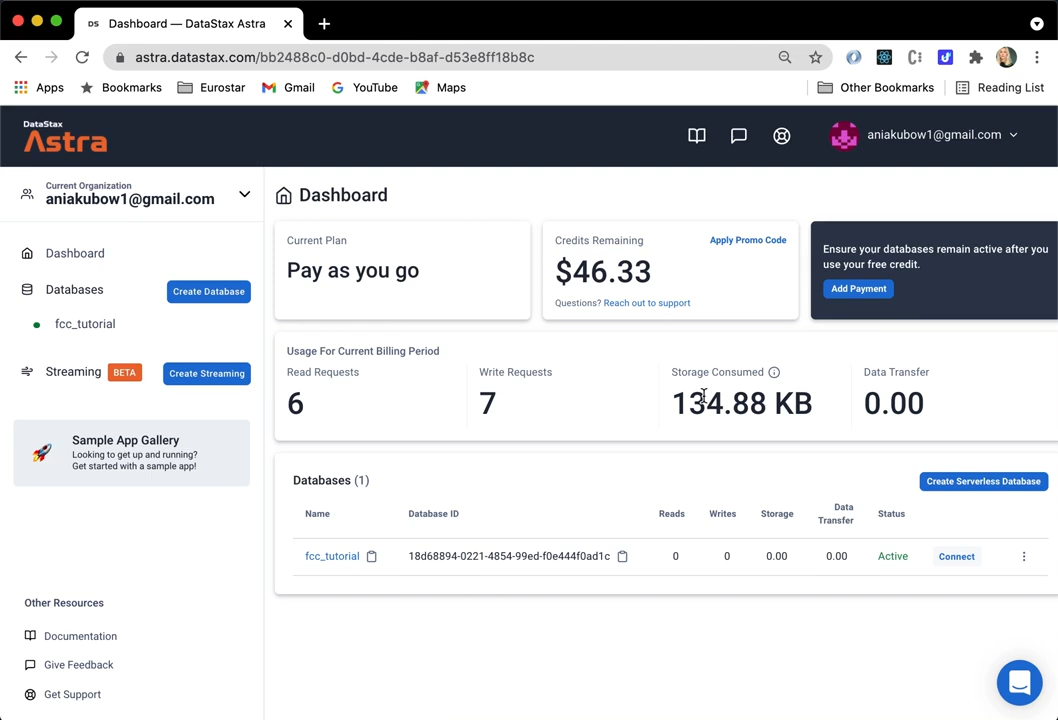 DS Dashboard — DataStax Astra
astra.datastax.com/bb2488c0-d0bd-4cde-b8af-d53e8ff18b8c
Apps Bookmarks Eurostar Gmail YouTube Maps Other Bookmarks Reading List
DataStax
Astra
aniakubow1@gmail.com
Current Organization
aniakubow1@gmail.com
Dashboard
Databases Create Database
fcc_tutorial
Streaming BETA Create Streaming
Sample App Gallery
Looking to get up and running?
Get started with a sample app!
Other Resources
Documentation
Give Feedback
Get Support
Dashboard
Current Plan
Pay as you go
Credits Remaining Apply Promo Code
$46.33
Questions? Reach out to support
Ensure your databases remain active after you
use your free credit.
Add Payment
Usage For Current Billing Period
Read Requests Write Requests Storage Consumed Data Transfer
6 7 134.88 KB 0.00
Databases (1) Create Serverless Database
Name Database ID Reads Writes Storage Data Transfer Status
fcc_tutorial 18d68894-0221-4854-99ed-f0e444f0ad1c 0 0 0.00 0.00 Active Connect